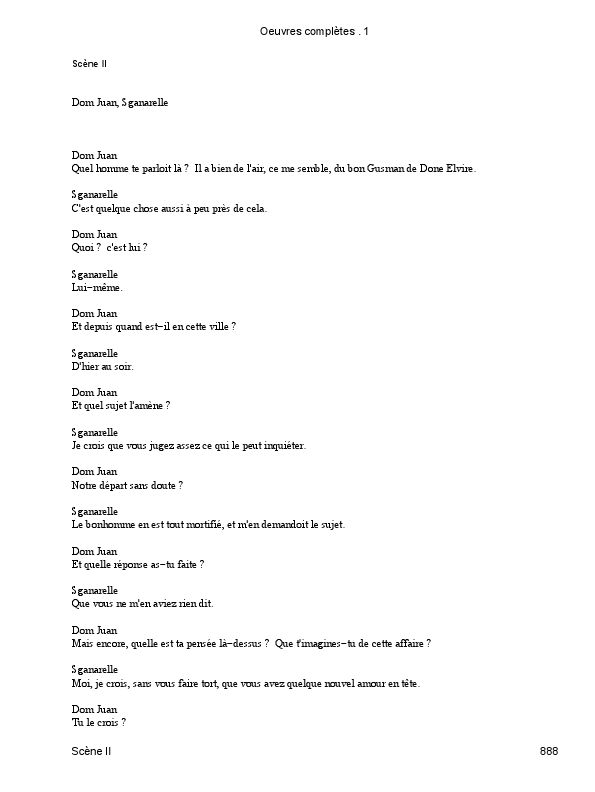 Oeuvres complètes . 1
Scène II
Dom Juan, Sganarelle
Dom Juan
Quel homme te parloit là ?  Il a bien de l'air, ce me semble, du bon Gusman de Done Elvire.
Sganarelle
C'est quelque chose aussi à peu près de cela.
Dom Juan
Quoi ?  c'est lui ?
Sganarelle
Lui−même.
Dom Juan
Et depuis quand est−il en cette ville ?
Sganarelle
D'hier au soir.
Dom Juan
Et quel sujet l'amène ?
Sganarelle
Je crois que vous jugez assez ce qui le peut inquiéter.
Dom Juan
Notre départ sans doute ?
Sganarelle
Le bonhomme en est tout mortifié, et m'en demandoit le sujet.
Dom Juan
Et quelle réponse as−tu faite ?
Sganarelle
Que vous ne m'en aviez rien dit.
Dom Juan
Mais encore, quelle est ta pensée là−dessus ?  Que t'imagines−tu de cette affaire ?
Sganarelle
Moi, je crois, sans vous faire tort, que vous avez quelque nouvel amour en tête.
Dom Juan
Tu le crois ?
Scène II 888